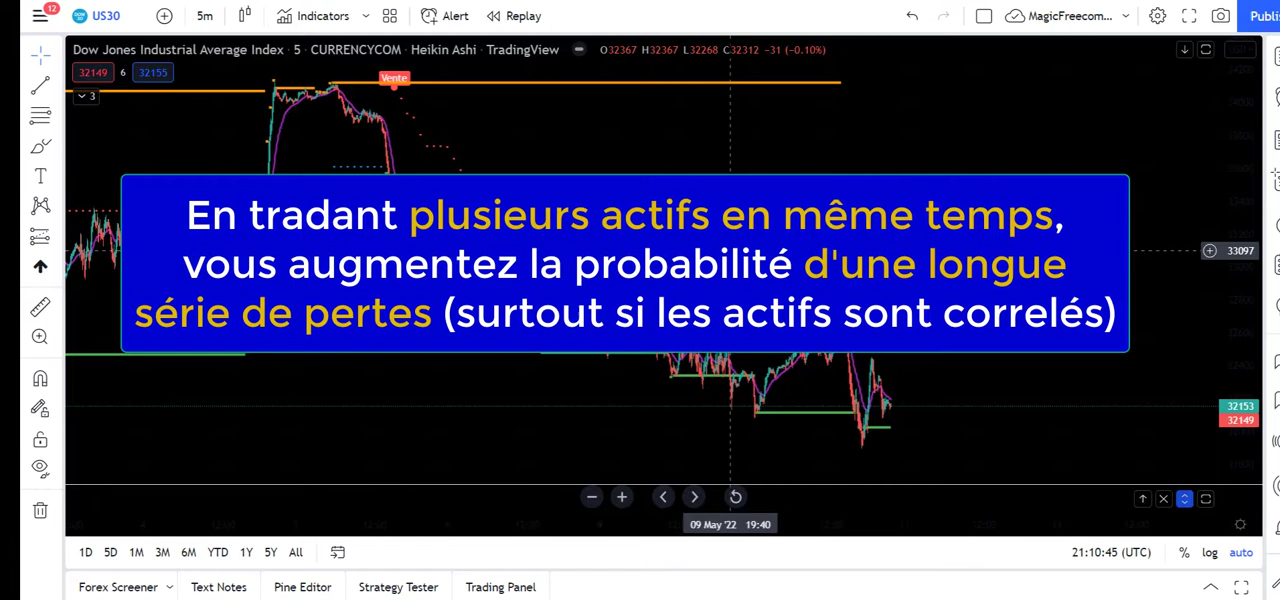 12
US30
5m
Indicators
Alert
Replay
MagicFreecom...
Publi
Dow Jones Industrial Average Index · 5 · CURRENCYCOM · Heikin Ashi · TradingView
O32367 H32367 L32268 C32312 −31 (−0.10%)
32149 6 32155
3
Vente
En tradant plusieurs actifs en même temps,
vous augmentez la probabilité d'une longue
série de pertes (surtout si les actifs sont correlés)
33097
32153
32149
09 May '22 19:40
1D 5D 1M 3M 6M YTD 1Y 5Y All
21:10:45 (UTC) % log auto
Forex Screener Text Notes Pine Editor Strategy Tester Trading Panel